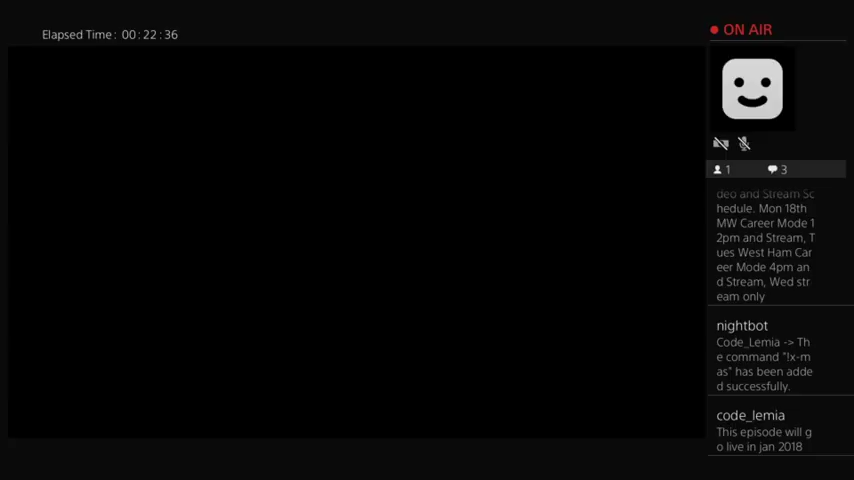 Elapsed Time: 00:22:36
ON AIR
1 3
deo and Stream Sc
hedule. Mon 18th
MW Career Mode 1
2pm and Stream, T
ues West Ham Car
eer Mode 4pm an
d Stream, Wed str
eam only
nightbot
Code_Lemia -> Th
e command "!x-m
as" has been adde
d successfully.
code_lemia
This episode will g
o live in jan 2018